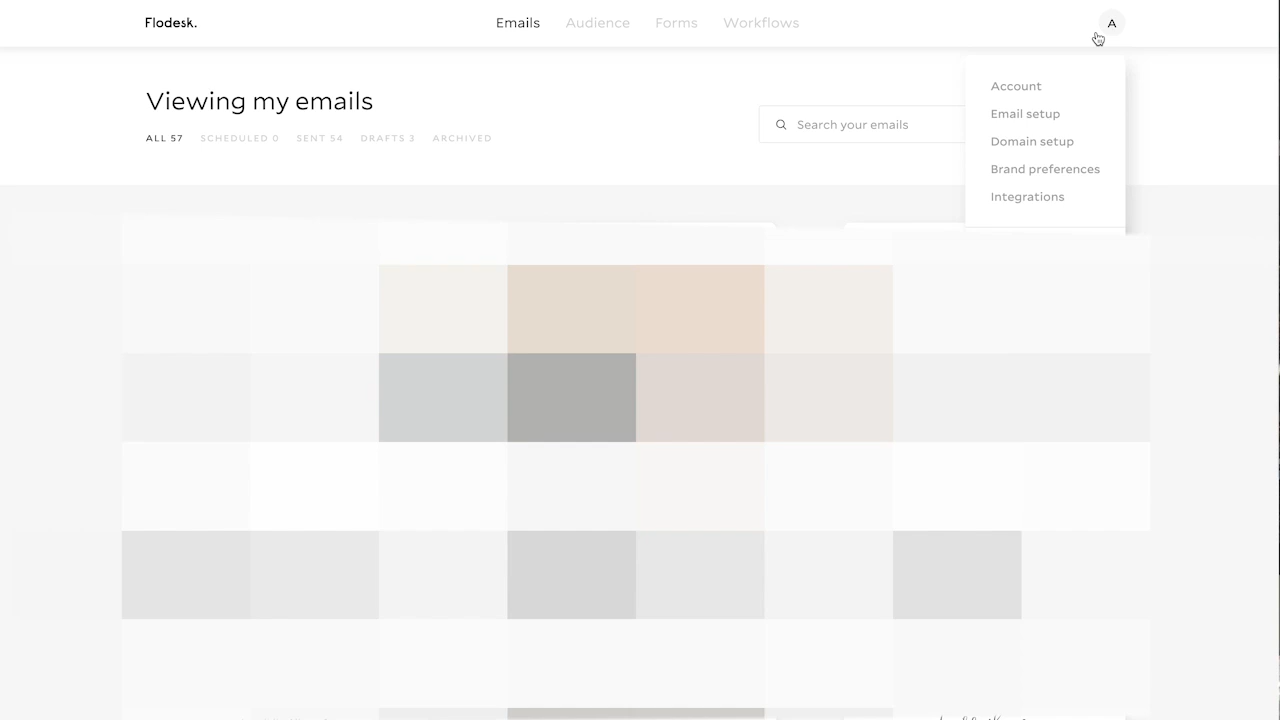 Flodesk.
Emails Audience Forms Workflows
A
Account
Email setup
Domain setup
Brand preferences
Integrations
Viewing my emails
ALL 57 SCHEDULED 0 SENT 54 DRAFTS 3 ARCHIVED
Search your emails